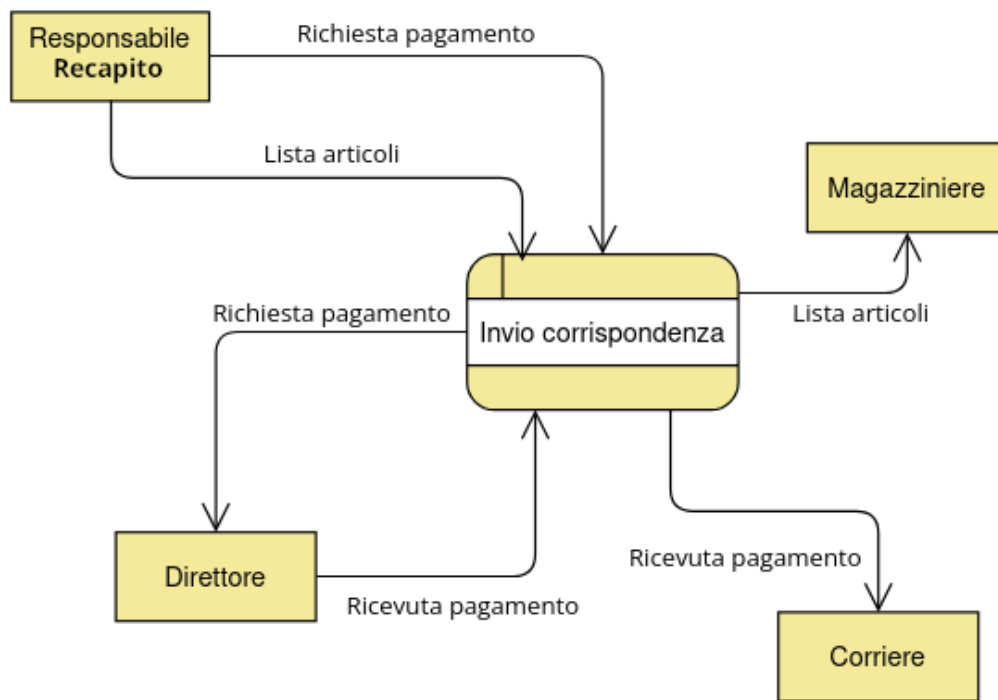 Responsabile
Recapito
Richiesta pagamento
Lista articoli
Magazziniere
Richiesta pagamento
Invio corrispondenza
Lista articoli
Direttore
Ricevuta pagamento
Ricevuta pagamento
Corriere